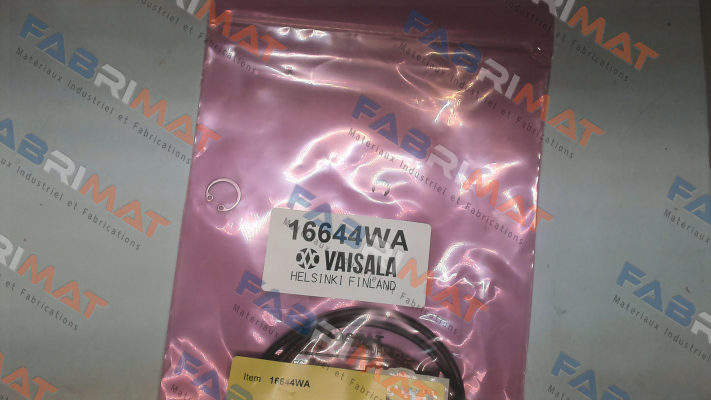 16644WA
VAISALA
HELSINKI FINLAND
Item 16644WA
FABRIMAT
Materiaux Industriel et Fabrications